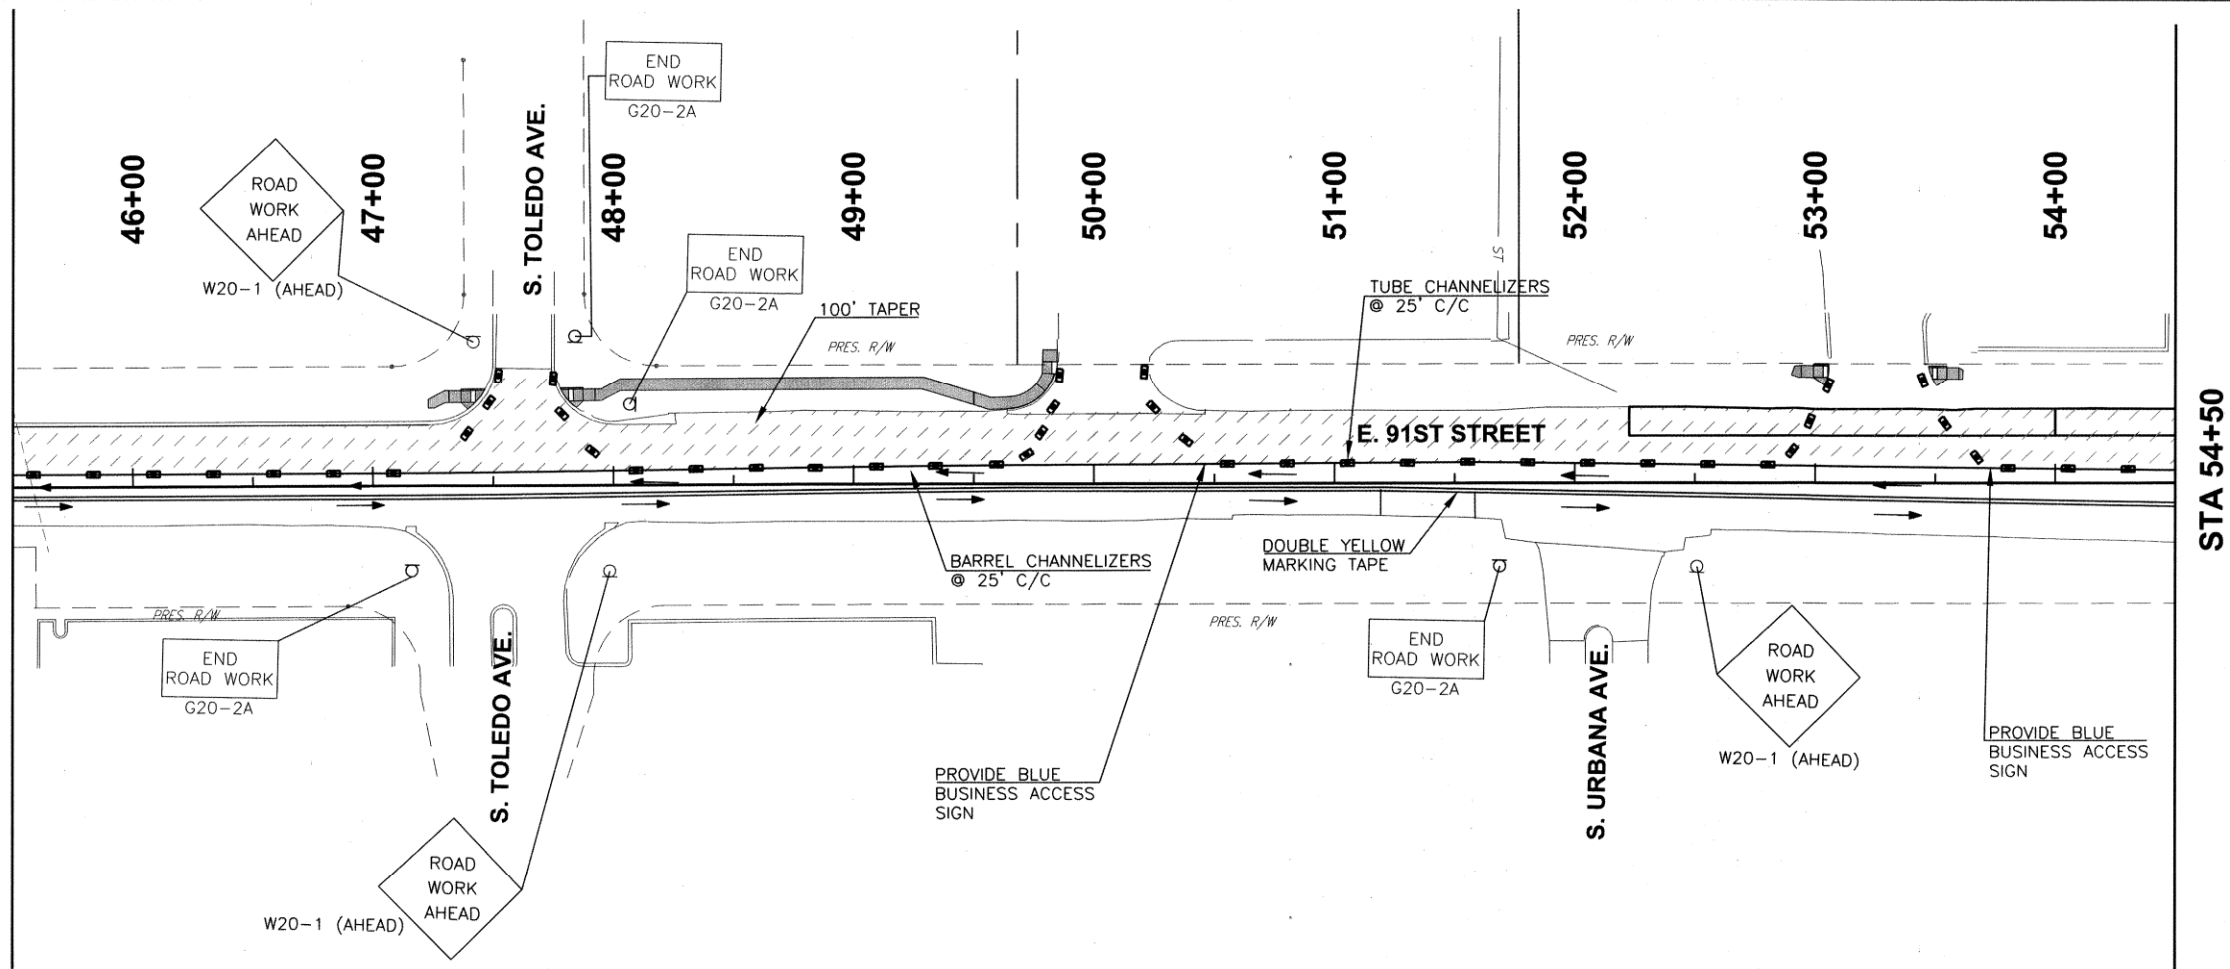 END
ROAD WORK
G20-2A
S. TOLEDO AVE.
46+00
47+00
48+00
49+00
50+00
51+00
52+00
53+00
54+00
ROAD
WORK
AHEAD
W20-1 (AHEAD)
END
ROAD WORK
G20-2A
100' TAPER
PRES. R/W
ST
TUBE CHANNELIZERS
@ 25' C/C
PRES. R/W
E. 91ST STREET
STA 54+50
BARREL CHANNELIZERS
@ 25' C/C
DOUBLE YELLOW
MARKING TAPE
PRES. R/W
PRES. R/W
END
ROAD WORK
G20-2A
S. TOLEDO AVE.
END
ROAD WORK
G20-2A
S. URBANA AVE.
ROAD
WORK
AHEAD
W20-1 (AHEAD)
PROVIDE BLUE
BUSINESS ACCESS
SIGN
PROVIDE BLUE
BUSINESS ACCESS
SIGN
ROAD
WORK
AHEAD
W20-1 (AHEAD)